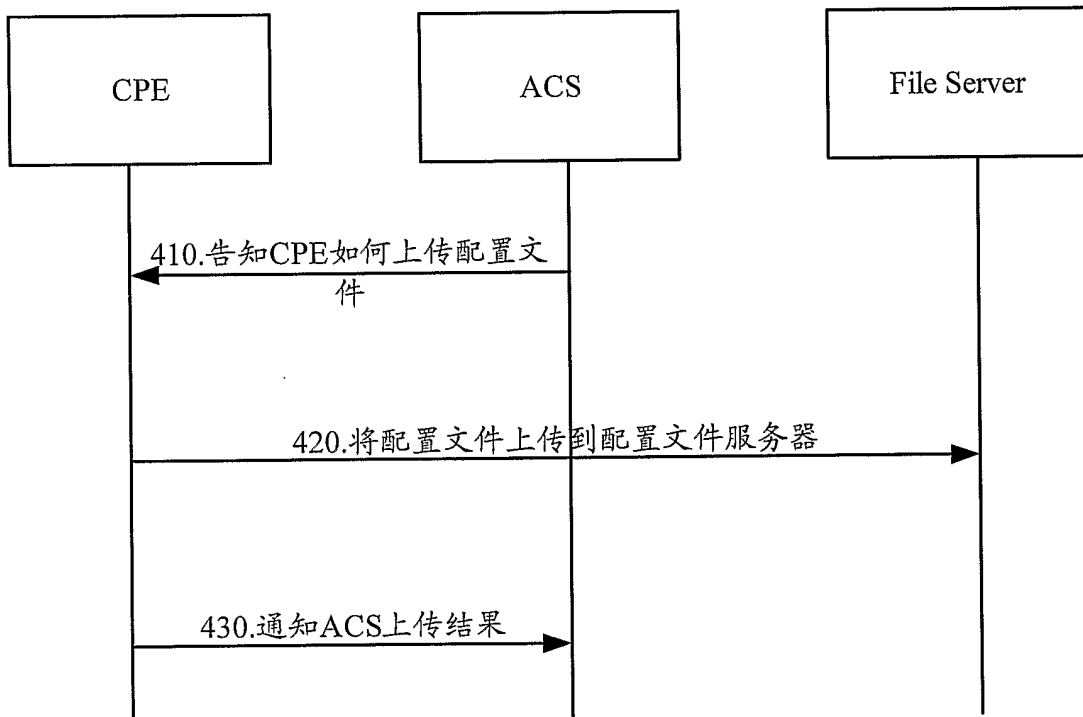 CPE
ACS
File Server
410.告知CPE如何上传配置文
件
420.将配置文件上传到配置文件服务器
430.通知ACS上传结果